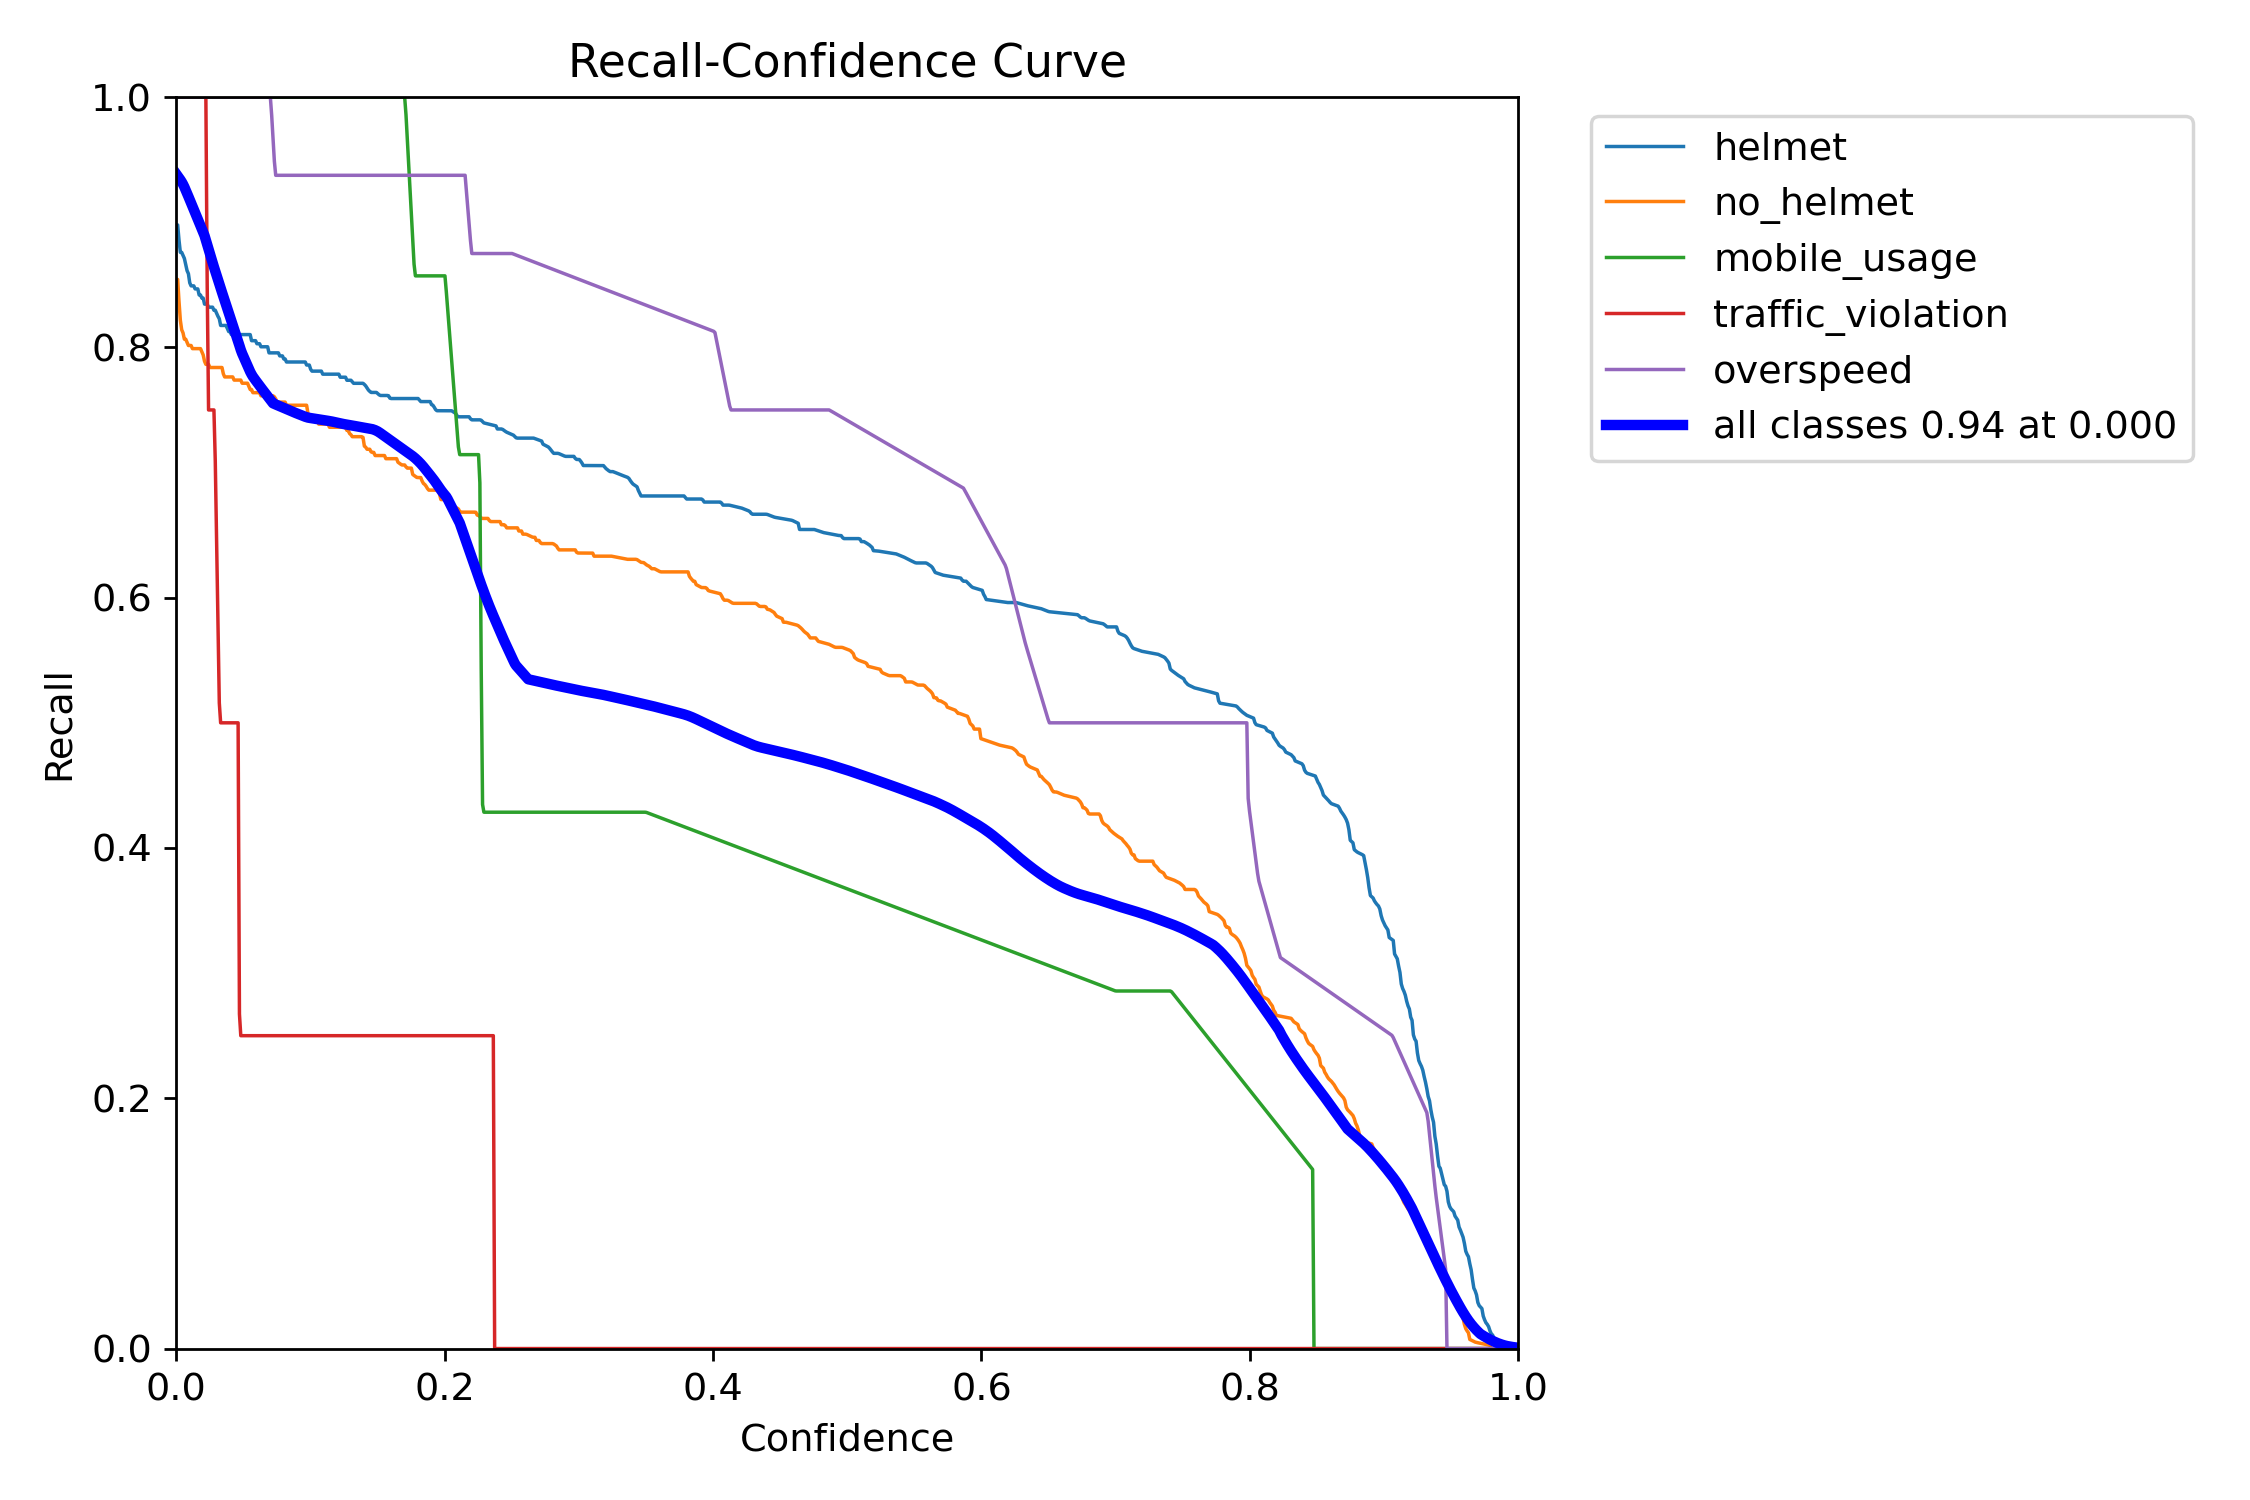 Recall-Confidence Curve
1.0
0.8
0.6
0.4
0.2
0.0
Recall
0.0 0.2 0.4 0.6 0.8 1.0
Confidence
helmet
no_helmet
mobile_usage
traffic_violation
overspeed
all classes 0.94 at 0.000